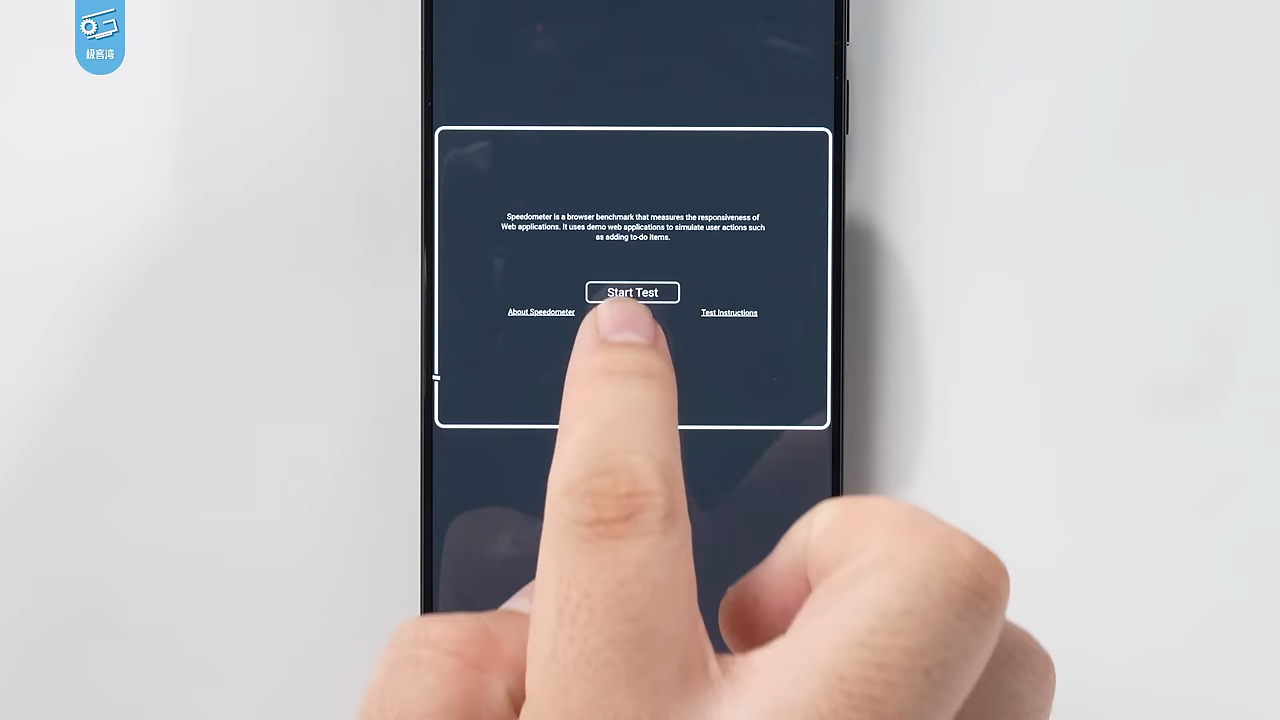 极客湾
Speedometer is a browser benchmark that measures the responsiveness of
Web applications. It uses demo web applications to simulate user actions such
as adding to-do items.
Start Test
About Speedometer
Test Instructions